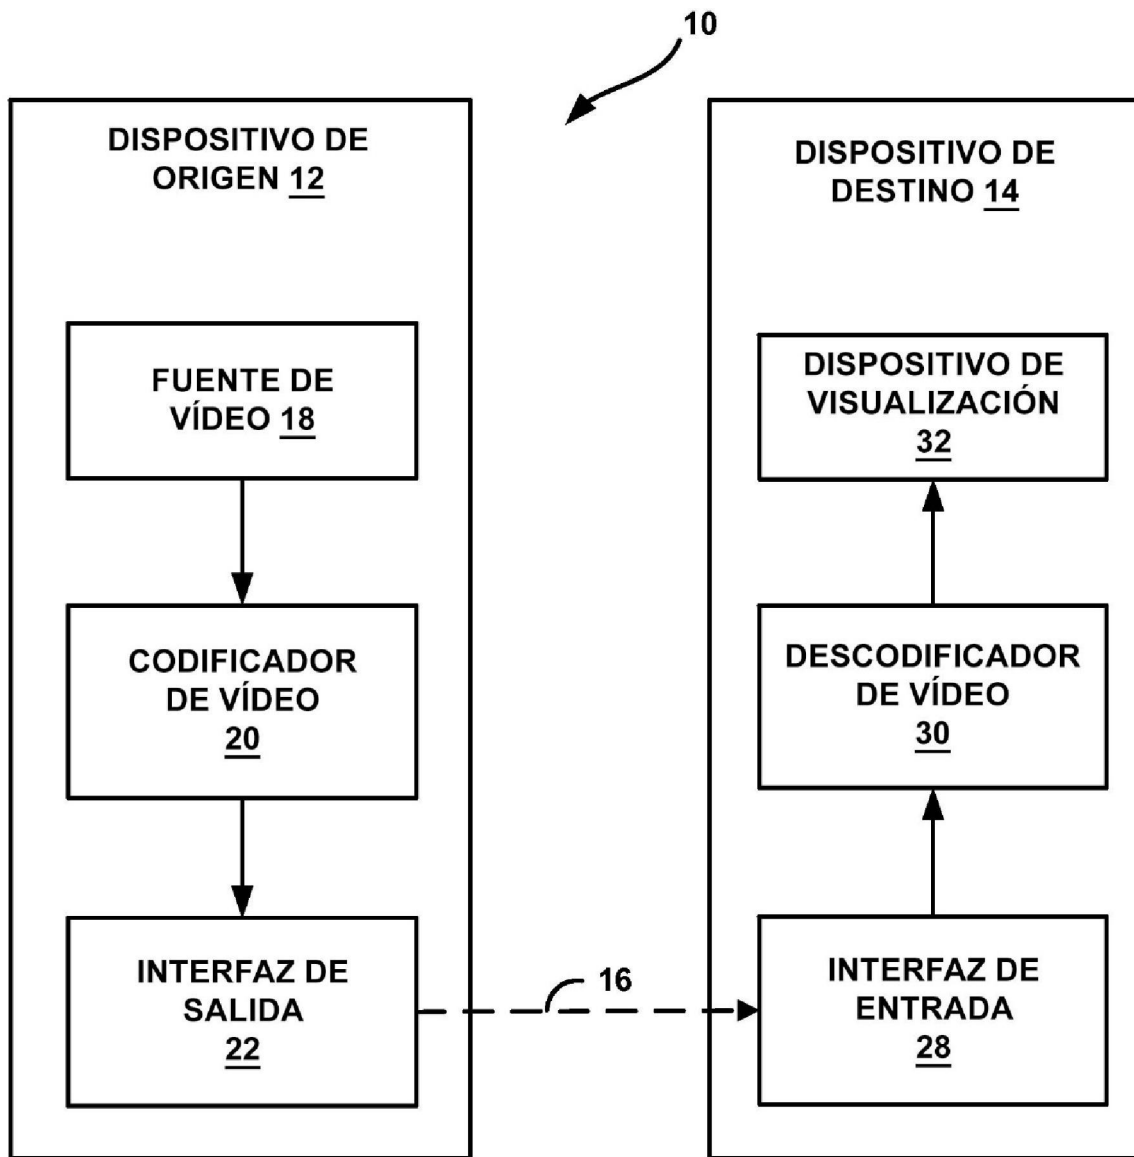 10
DISPOSITIVO DE
ORIGEN 12
FUENTE DE
VÍDEO 18
CODIFICADOR
DE VÍDEO
20
INTERFAZ DE
SALIDA
22
16
DISPOSITIVO DE
DESTINO 14
DISPOSITIVO DE
VISUALIZACIÓN
32
DESCODIFICADOR
DE VÍDEO
30
INTERFAZ DE
ENTRADA
28